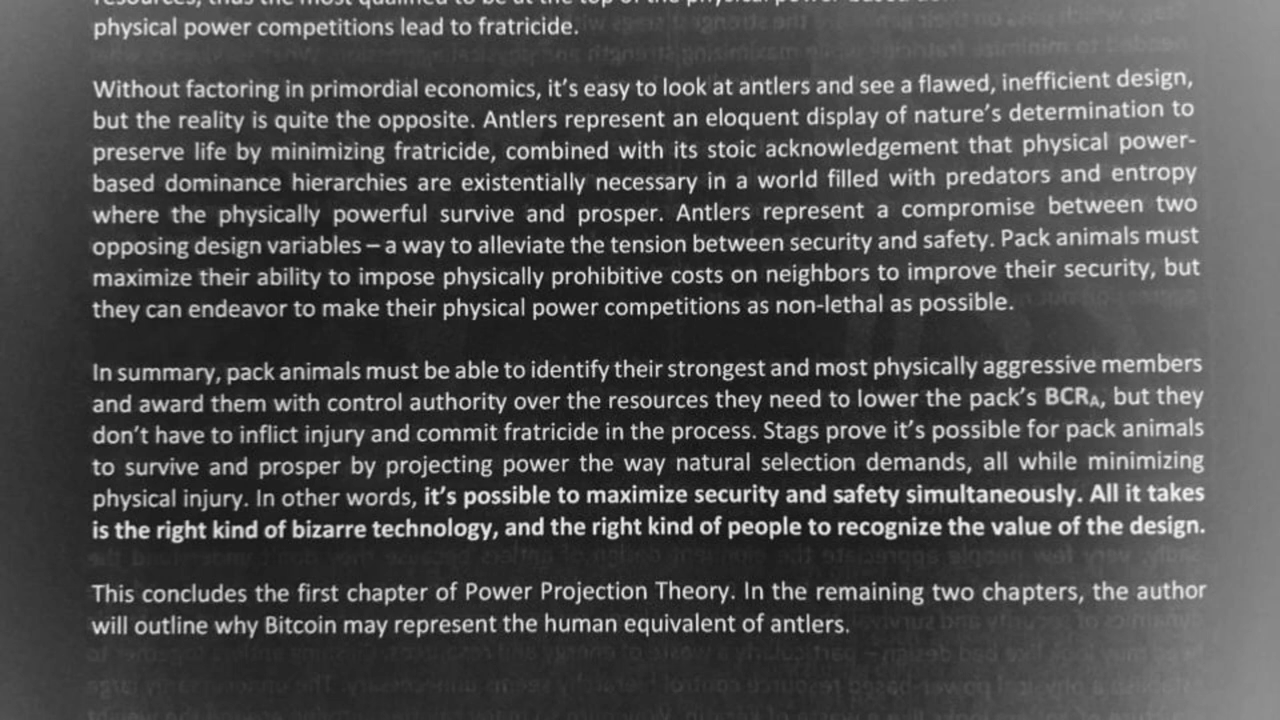 physical power competitions lead to fratricide.
Without factoring in primordial economics, it's easy to look at antlers and see a flawed, inefficient design,
but the reality is quite the opposite. Antlers represent an eloquent display of nature's determination to
preserve life by minimizing fratricide, combined with its stoic acknowledgement that physical power-
based dominance hierarchies are existentially necessary in a world filled with predators and entropy
where the physically powerful survive and prosper. Antlers represent a compromise between two
opposing design variables – a way to alleviate the tension between security and safety. Pack animals must
maximize their ability to impose physically prohibitive costs on neighbors to improve their security, but
they can endeavor to make their physical power competitions as non-lethal as possible.
In summary, pack animals must be able to identify their strongest and most physically aggressive members
and award them with control authority over the resources they need to lower the pack's BCRA, but they
don't have to inflict injury and commit fratricide in the process. Stags prove it's possible for pack animals
to survive and prosper by projecting power the way natural selection demands, all while minimizing
physical injury. In other words, it's possible to maximize security and safety simultaneously. All it takes
is the right kind of bizarre technology, and the right kind of people to recognize the value of the design.
This concludes the first chapter of Power Projection Theory. In the remaining two chapters, the author
will outline why Bitcoin may represent the human equivalent of antlers.